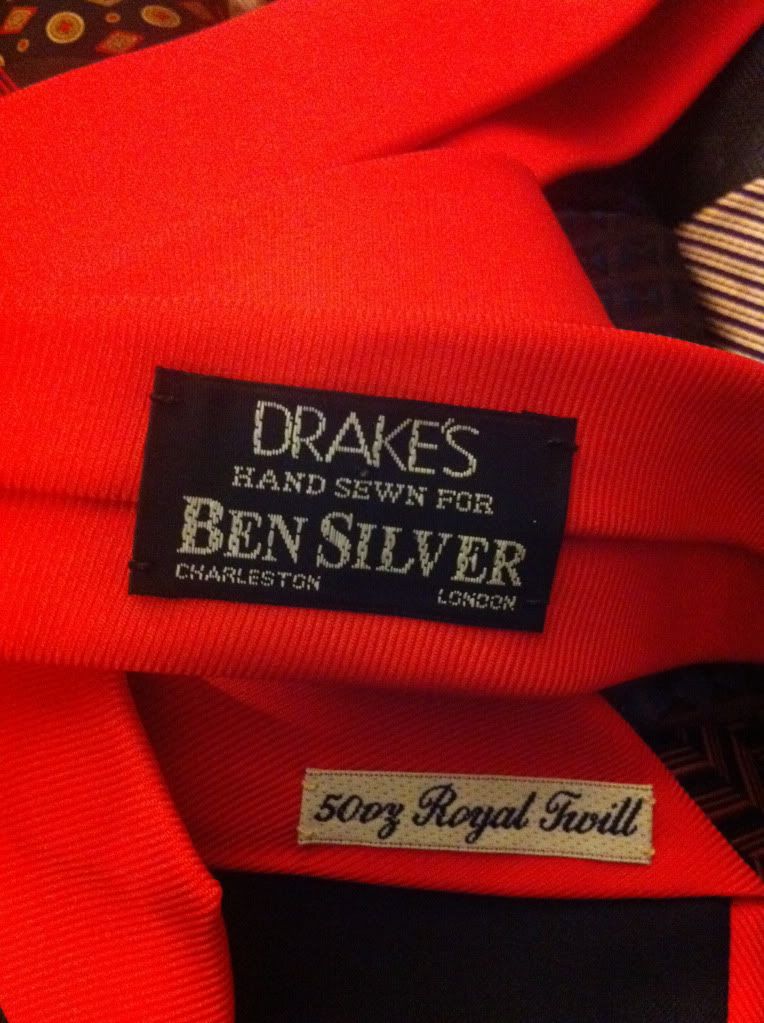 DRAKE'S
HAND SEWN FOR
BEN SILVER
CHARLESTON LONDON
50oz Royal Twill